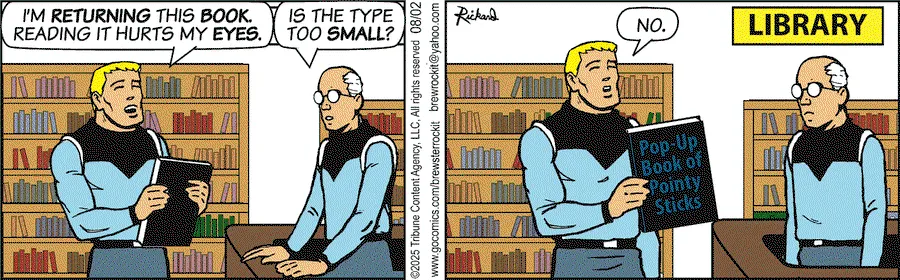 I'M RETURNING THIS BOOK.
READING IT HURTS MY EYES.
IS THE TYPE
TOO SMALL?
©2025 Tribune Content Agency, LLC. All rights reserved 08/02
www.gocomics.com/brewsterrockit brewrockit@yahoo.com
Rickard
NO.
LIBRARY
Pop-Up
Book of
Pointy
Sticks